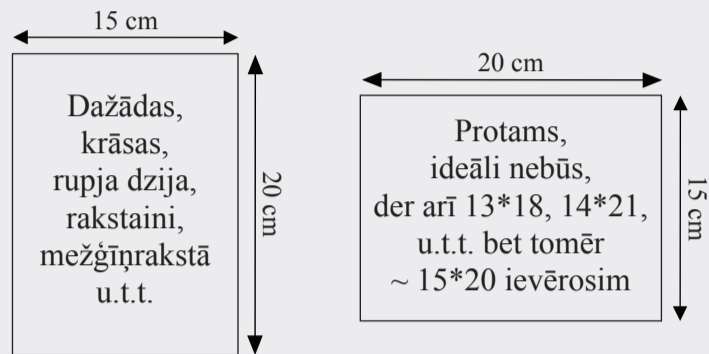 15 cm
Dažādas,
krāsas,
rupja dzija,
rakstaini,
mežģīņrakstā
u.t.t.
20 cm
20 cm
Protams,
ideāli nebūs,
der arī 13*18, 14*21,
u.t.t. bet tomēr
~ 15*20 ievērosim
15 cm